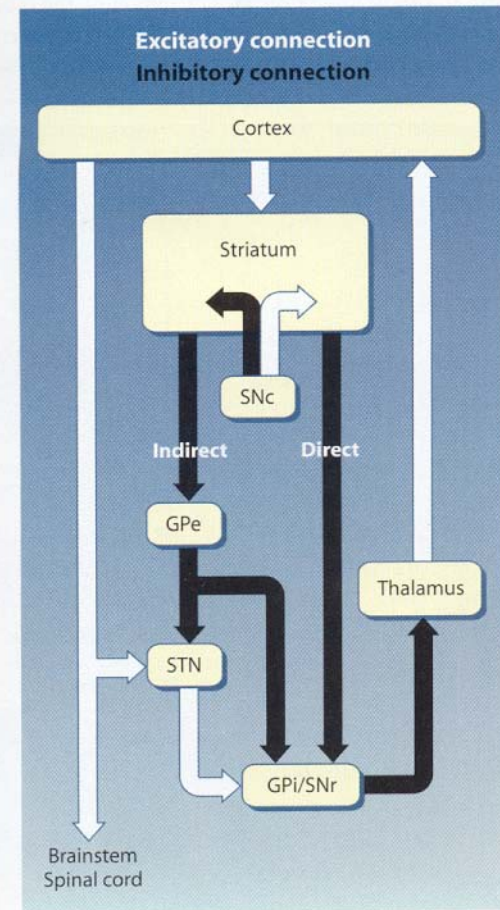 Excitatory connection
Inhibitory connection
Cortex
Striatum
SNc
Indirect
Direct
GPe
Thalamus
STN
GPi/SNr
Brainstem
Spinal cord